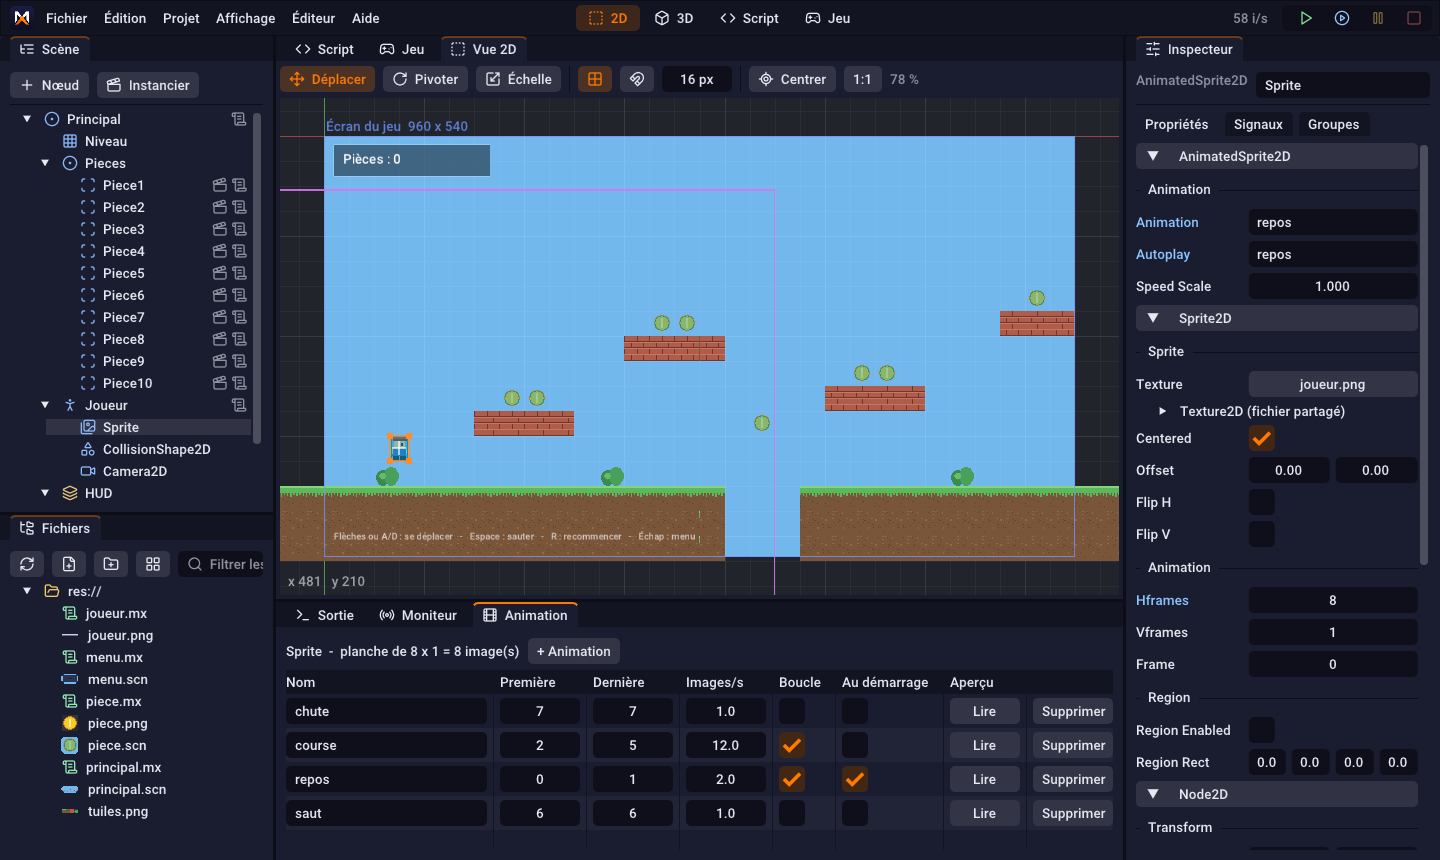 Fichier Édition Projet Affichage Éditeur Aide 2D 3D Script Jeu 58 i/s
Scène
Script Jeu Vue 2D
Inspecteur
Nœud Instancier
Déplacer Pivoter Échelle 16 px Centrer 1:1 78 %
AnimatedSprite2D Sprite
Principal
Niveau
Pieces
Piece1
Piece2
Piece3
Piece4
Piece5
Piece6
Piece7
Piece8
Piece9
Piece10
Joueur
Sprite
CollisionShape2D
Camera2D
HUD
Écran du jeu 960 x 540
Pièces : 0
Flèches ou A/D : se déplacer - Espace : sauter - R : recommencer - Échap : menu
x 481 y 210
Propriétés Signaux Groupes
AnimatedSprite2D
Animation
Animation repos
Autoplay repos
Speed Scale 1.000
Sprite2D
Sprite
Texture joueur.png
Texture2D (fichier partagé)
Centered
Offset 0.00 0.00
Flip H
Flip V
Animation
Hframes 8
Vframes 1
Frame 0
Region
Region Enabled
Region Rect 0.0 0.0 0.0 0.0
Node2D
Transform
Fichiers
Filtrer les
res://
joueur.mx
joueur.png
menu.mx
menu.scn
piece.mx
piece.png
piece.scn
principal.mx
principal.scn
tuiles.png
Sortie Moniteur Animation
Sprite - planche de 8 x 1 = 8 image(s) + Animation
Nom Première Dernière Images/s Boucle Au démarrage Aperçu
chute 7 7 1.0 Lire Supprimer
course 2 5 12.0 Lire Supprimer
repos 0 1 2.0 Lire Supprimer
saut 6 6 1.0 Lire Supprimer